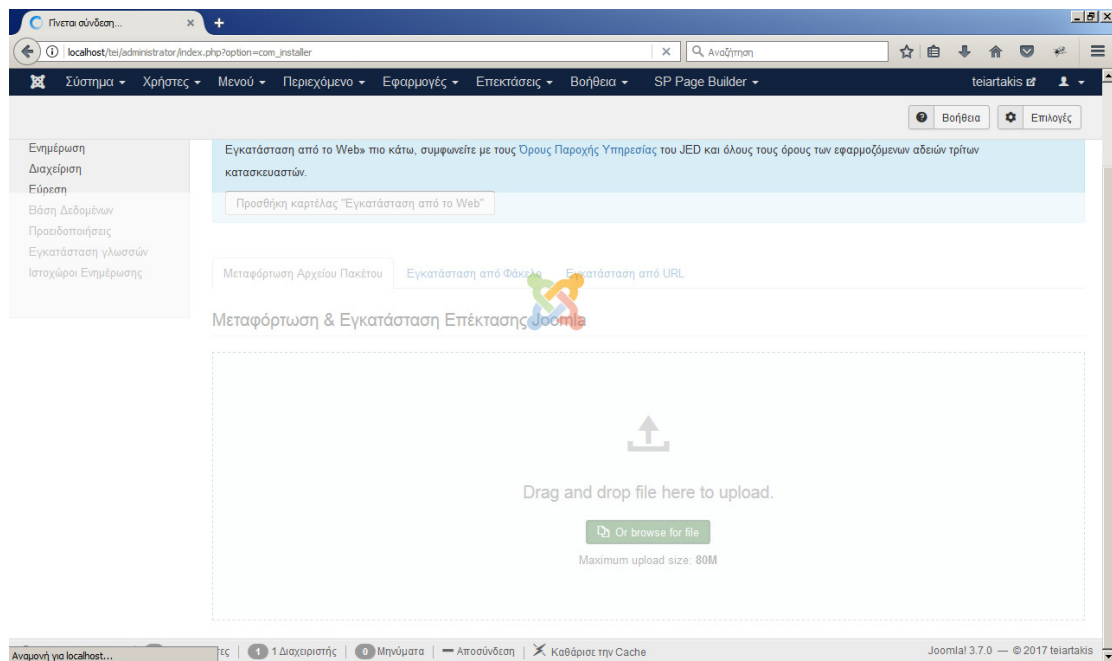 Γίνεται σύνδεση...
localhost/tei/administrator/index.php?option=com_installer
Αναζήτηση
Σύστημα Χρήστες Μενού Περιεχόμενο Εφαρμογές Επεκτάσεις Βοήθεια SP Page Builder teiartakis
Βοήθεια Επιλογές
Ενημέρωση
Διαχείριση
Εύρεση
Βάση Δεδομένων
Προειδοποιήσεις
Εγκατάσταση γλωσσών
Ιστοχώροι Ενημέρωσης
Εγκατάσταση από το Web» πιο κάτω, συμφωνείτε με τους Όρους Παροχής Υπηρεσίας του JED και όλους τους όρους των εφαρμοζόμενων αδειών τρίτων
κατασκευαστών.
Προσθήκη καρτέλας "Εγκατάσταση από το Web"
Μεταφόρτωση Αρχείου Πακέτου Εγκατάσταση από Φάκελο Εγκατάσταση από URL
Μεταφόρτωση & Εγκατάσταση Επέκτασης Joomla
Drag and drop file here to upload.
Or browse for file
Maximum upload size: 80M
τες 1 1 Διαχειριστής 0 Μηνύματα Αποσύνδεση Καθάρισε την Cache Joomla! 3.7.0 — © 2017 teiartakis
Αναμονή για localhost...